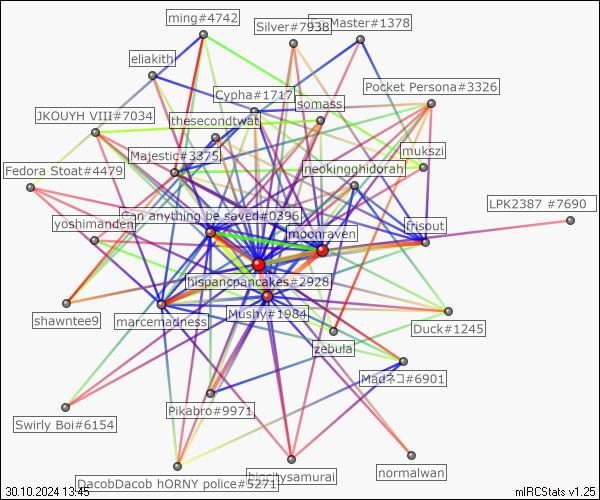 ming#4742
Silver#7938
Master#1378
eliakith
Cypha#1717
somass
Pocket Persona#3326
JKOUYH VIII#7034
thesecondtwat
Majestic#3375
mukszi
neokinghidorah
Fedora Stoat#4479
LPK2387 #7690
Can anything be saved#0396
yoshimanden
frisout
moonraven
hispancpancakes#2928
shawntee9
marcemadness
Mushy#1984
Duck#1245
zebula
Madネコ#6901
Pikabro#9971
Swirly Boi#6154
normalwan
bigcitysamurai
DacobDacob hORNY police#5271
30.10.2024 13:45
mIRCStats v1.25